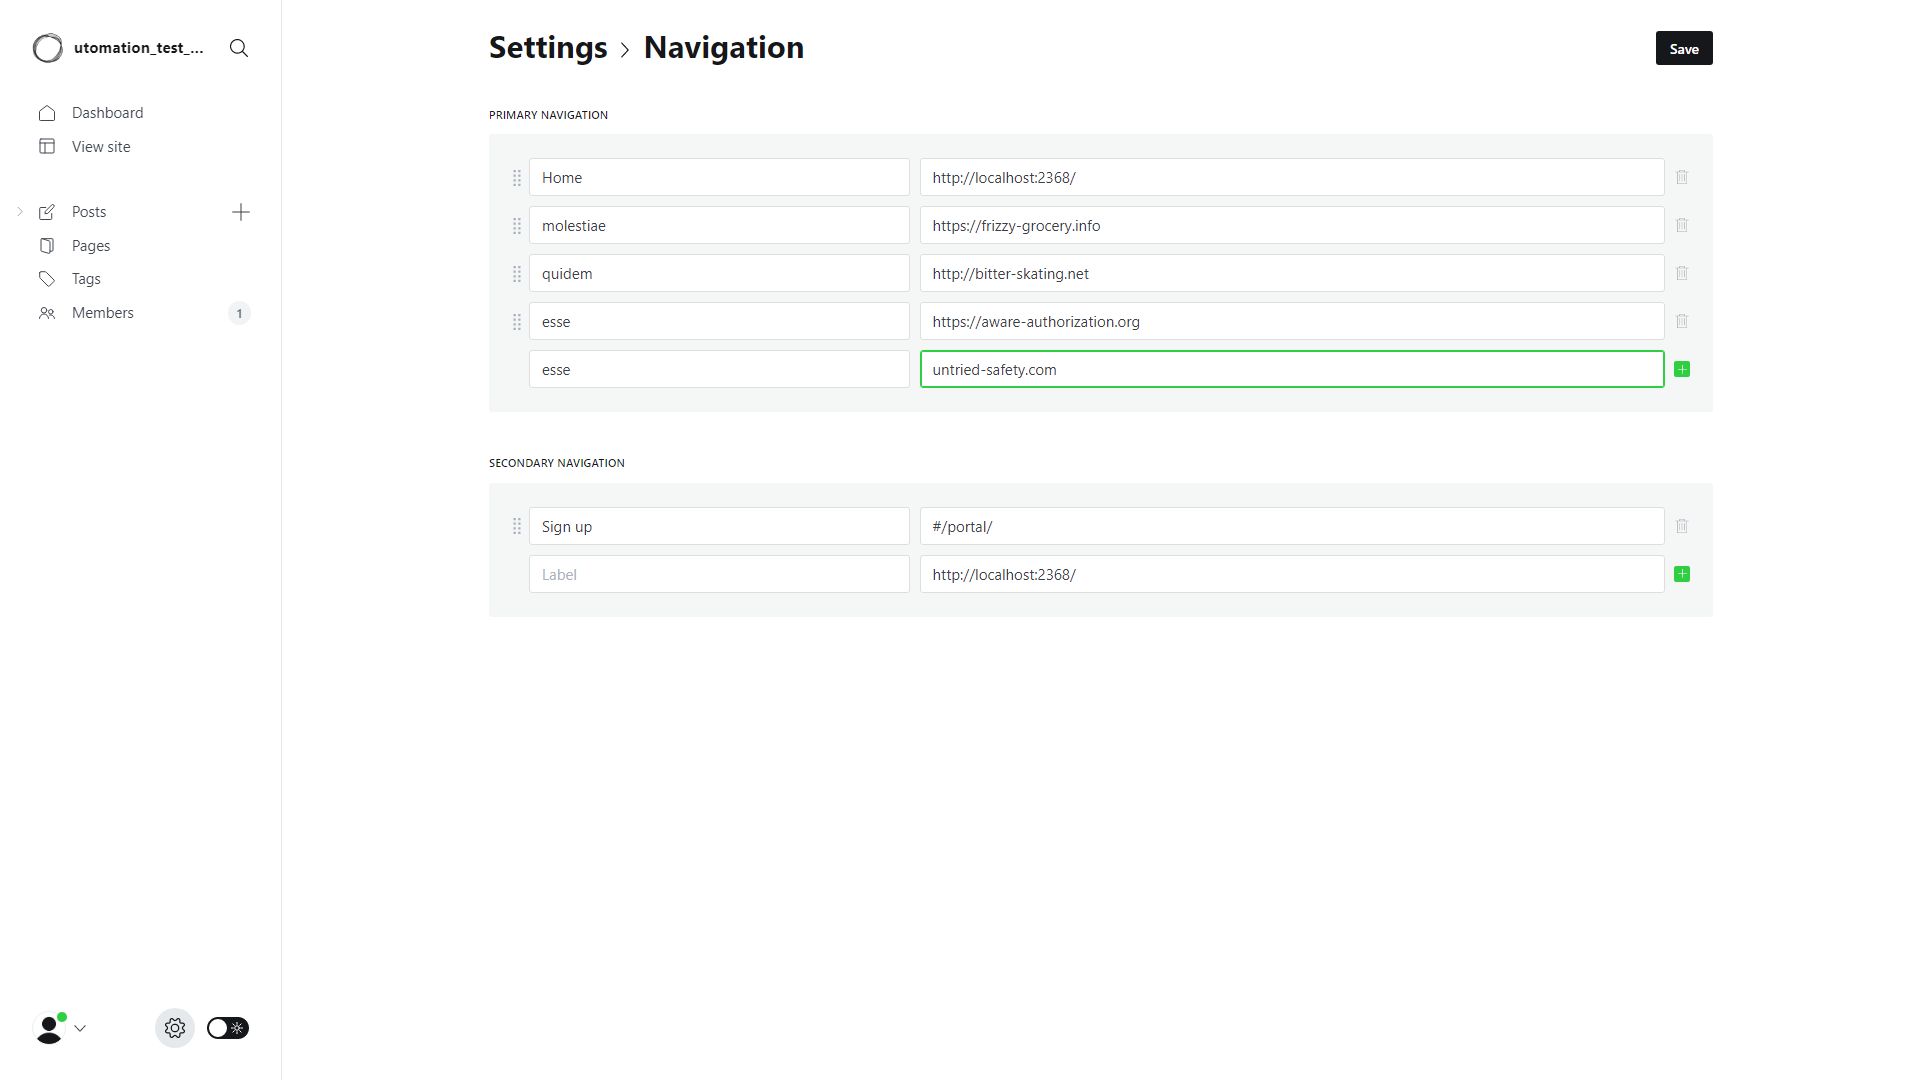 utomation_test_...
Dashboard
View site
Posts
Pages
Tags
Members 1
Settings Navigation
Save
PRIMARY NAVIGATION
Home http://localhost:2368/
molestiae https://frizzy-grocery.info
quidem http://bitter-skating.net
esse https://aware-authorization.org
esse untried-safety.com
SECONDARY NAVIGATION
Sign up #/portal/
Label http://localhost:2368/